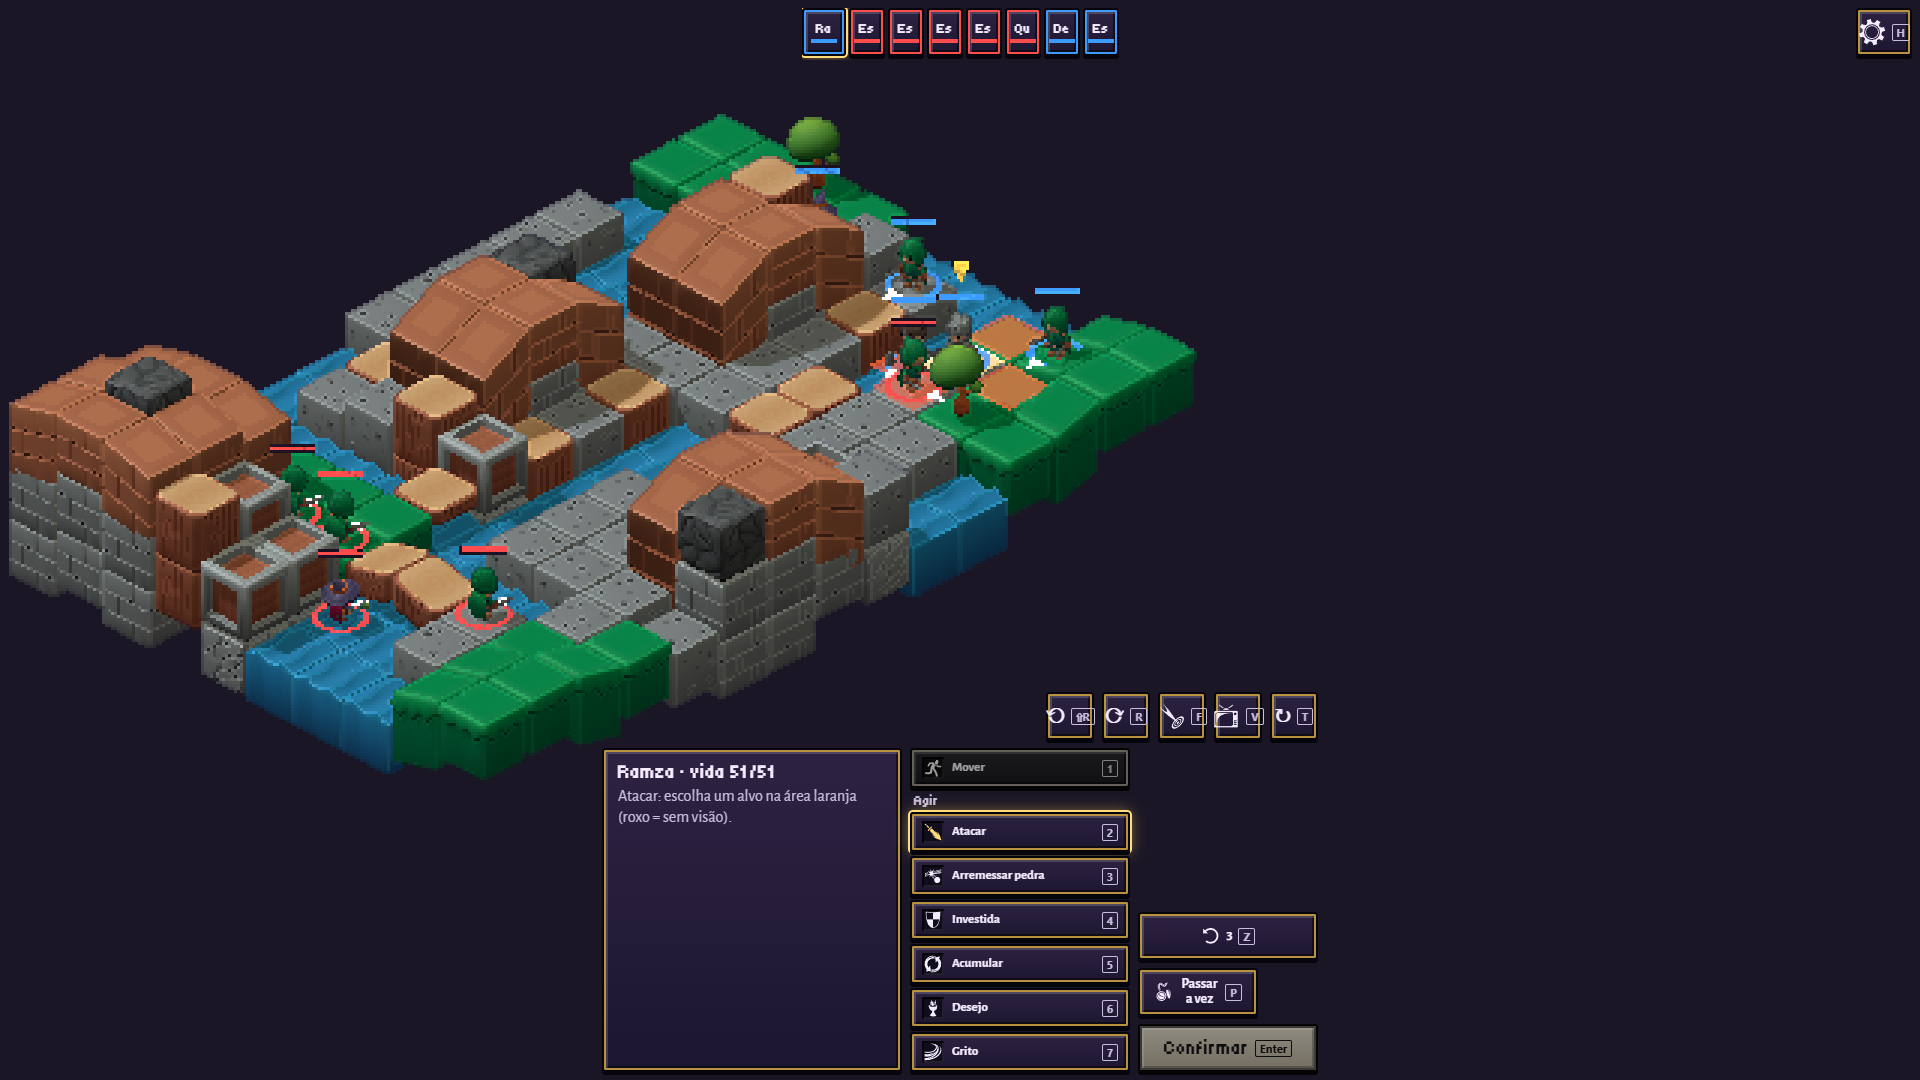 Ra Es Es Es Es Qu De Es
H
R
R
F
V
T
Ramza · vida 51/51
Atacar: escolha um alvo na área laranja
(roxo = sem visão).
Mover 1
Agir
Atacar 2
Arremessar pedra 3
Investida 4
Acumular 5
Desejo 6
Grito 7
3 Z
Passar
a vez P
Confirmar Enter